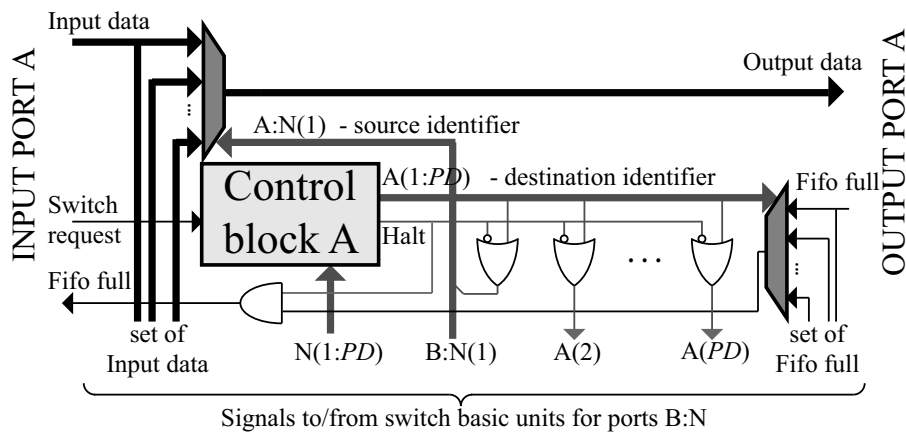 INPUT PORT A
Input data
Output data
OUTPUT PORT A
...
A:N(1) - source identifier
Control
block A
A(1:PD) - destination identifier
Fifo full
Switch
request
Halt
...
...
Fifo full
set of
Input data
N(1:PD)
B:N(1)
A(2)
A(PD)
set of
Fifo full
Signals to/from switch basic units for ports B:N